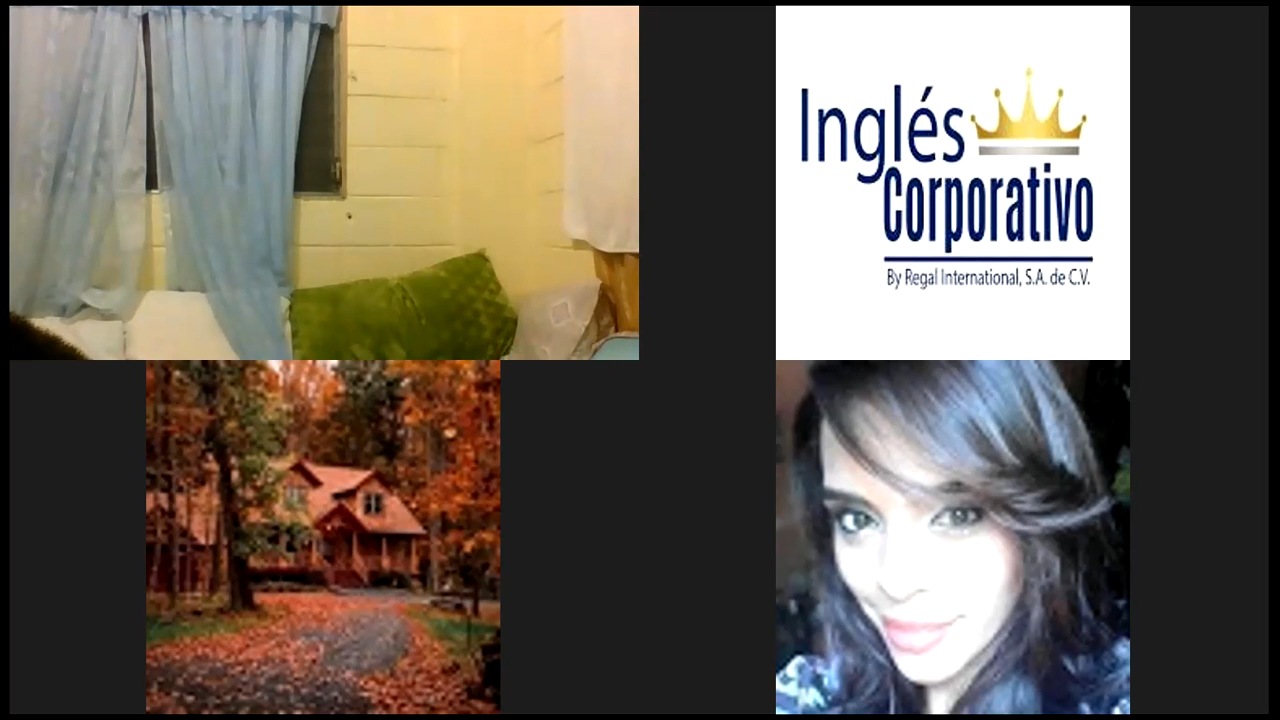 Inglés
Corporativo
By Regal International, S.A. de C.V.